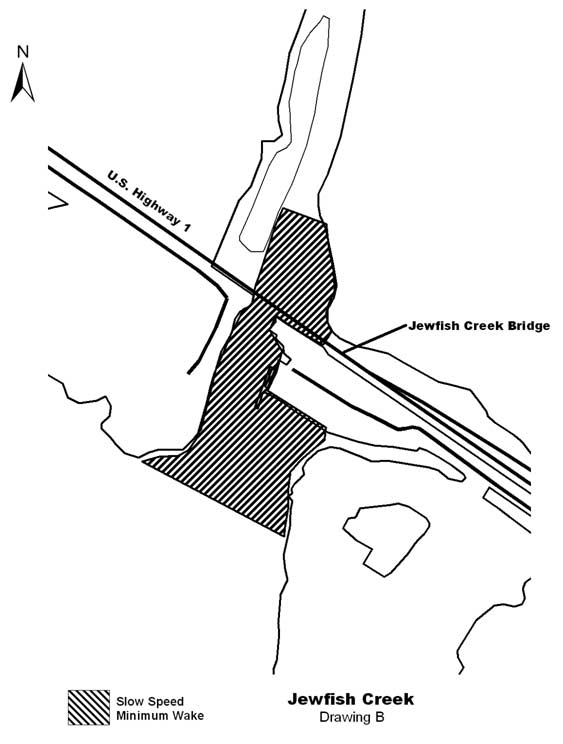 N
U.S. Highway 1
Jewfish Creek Bridge
Slow Speed
Minimum Wake
Jewfish Creek
Drawing B